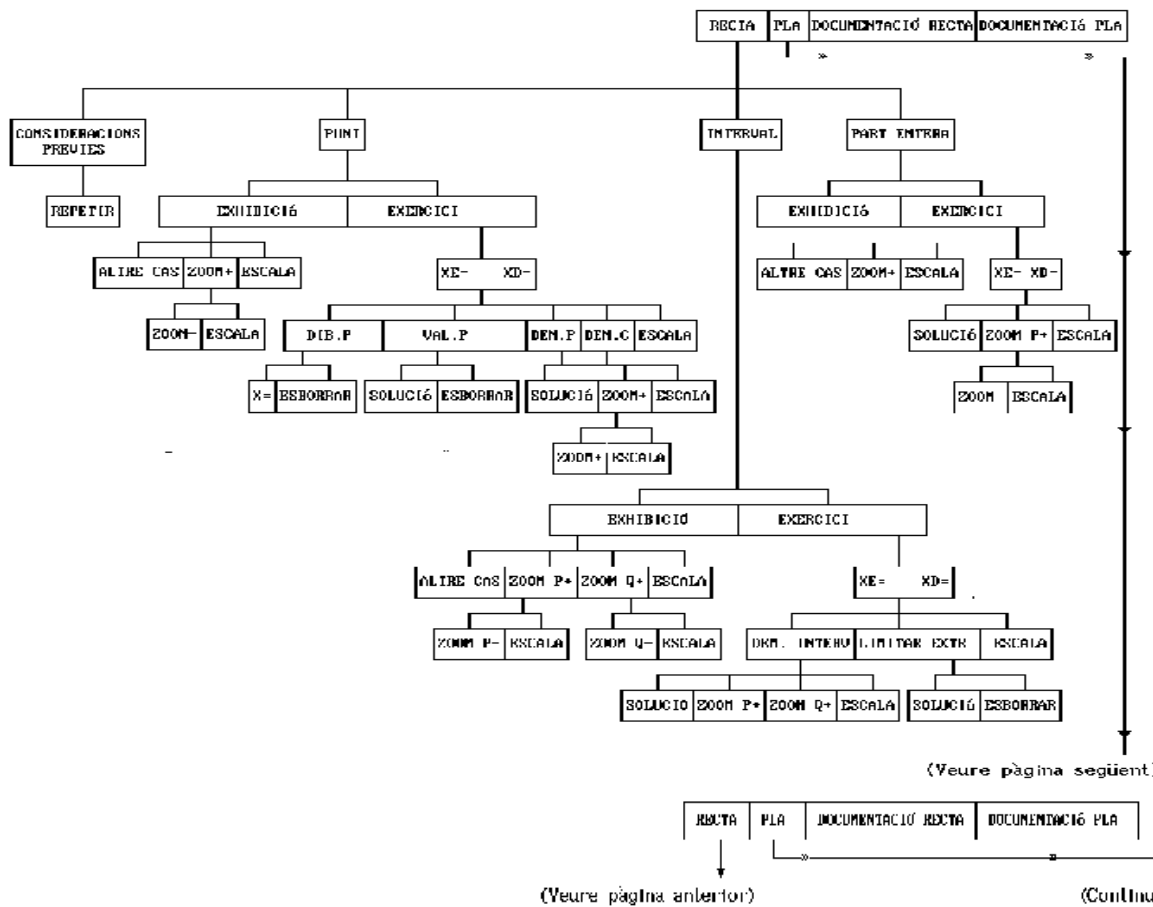 RECTA PLA DOCUMENTACIÓ RECTA DOCUMENTACIÓ PLA
» »
CONSIDERACIONS PREVIES
PUNT
INTERVAL
PART ENTERA
REPETIR
EXHIBICIÓ EXERCICI
EXHIBICIÓ EXERCICI
ALTRE CAS ZOOM+ ESCALA
XE- XD-
ALTRE CAS ZOOM+ ESCALA
XE- XD-
ZOOM- ESCALA
DIB.P VAL.P DEN.P DEN.C ESCALA
SOLUCIÓ ZOOM P+ ESCALA
X= ESBORRAR
SOLUCIÓ ESBORRAR
SOLUCIÓ ZOOM+ ESCALA
ZOOM ESCALA
ZOOM+ ESCALA
EXHIBICIÓ EXERCICI
ALTRE CAS ZOOM P+ ZOOM Q+ ESCALA
XE= XD=
ZOOM P- ESCALA
ZOOM Q- ESCALA
DEN. INTERV LIMITAR EXTR ESCALA
SOLUCIO ZOOM P+ ZOOM Q+ ESCALA
SOLUCIÓ ESBORRAR
(Veure pàgina següent)
RECTA PLA DOCUMENTACIÓ RECTA DOCUMENTACIÓ PLA
» »
(Veure pàgina anterior)
(Continu